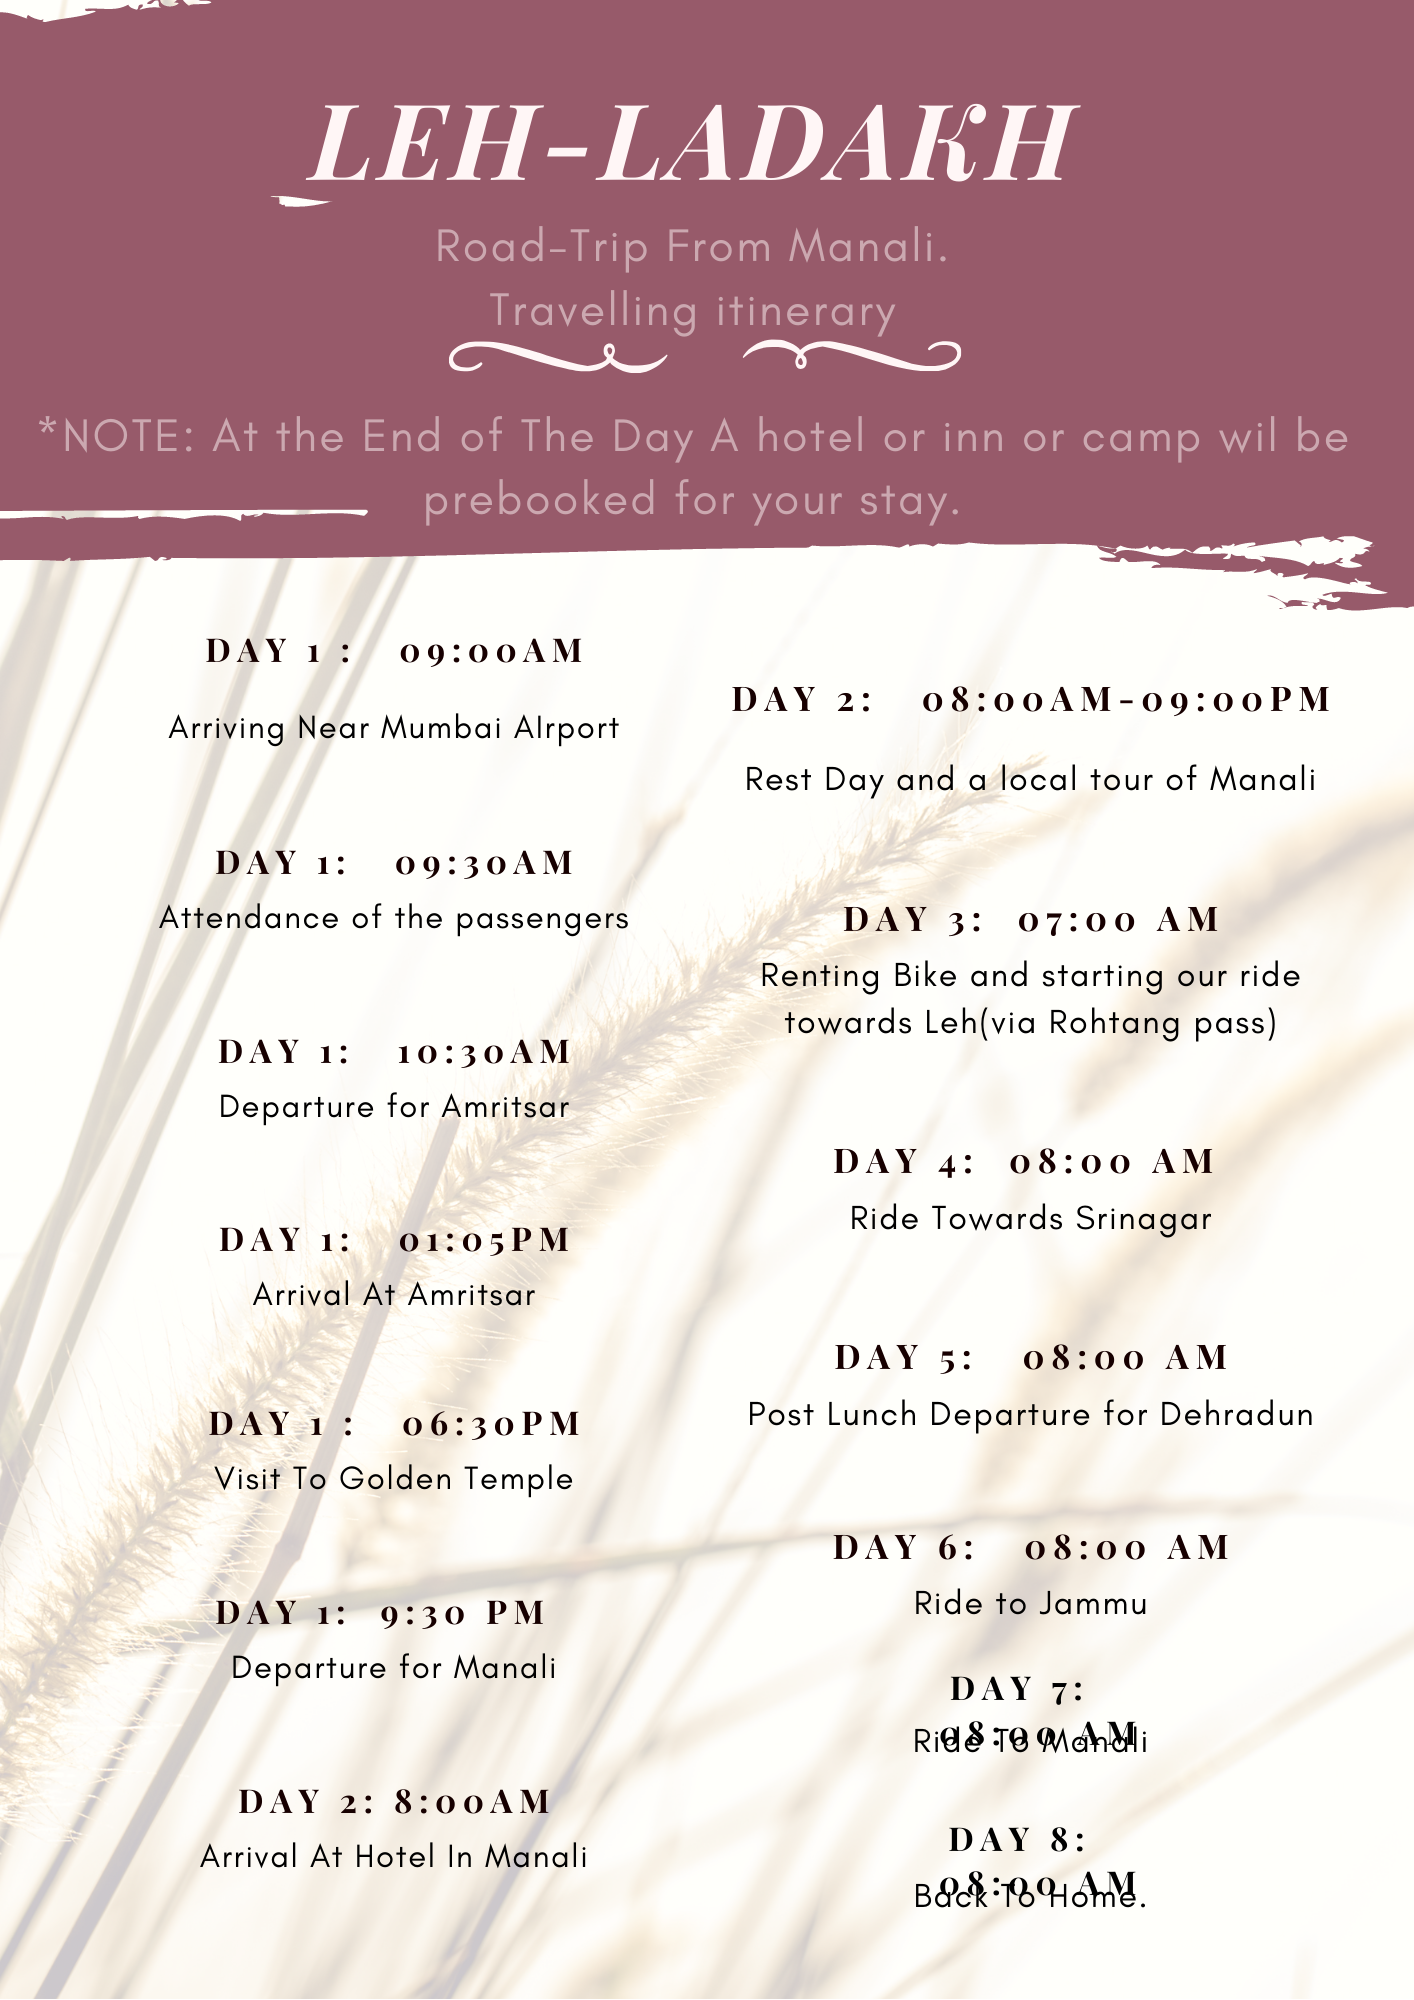 LEH-LADAKH
Road-Trip From Manali.
Travelling itinerary
*NOTE: At the End of The Day A hotel or inn or camp wil be
prebooked for your stay.
DAY 1 : 09:00AM
Arriving Near Mumbai AIrport
DAY 1: 09:30AM
Attendance of the passengers
DAY 1: 10:30AM
Departure for Amritsar
DAY 1: 01:05PM
Arrival At Amritsar
DAY 1 : 06:30PM
Visit To Golden Temple
DAY 1: 9:30 PM
Departure for Manali
DAY 2: 8:00AM
Arrival At Hotel In Manali
DAY 2: 08:00AM-09:00PM
Rest Day and a local tour of Manali
DAY 3: 07:00 AM
Renting Bike and starting our ride
towards Leh(via Rohtang pass)
DAY 4: 08:00 AM
Ride Towards Srinagar
DAY 5: 08:00 AM
Post Lunch Departure for Dehradun
DAY 6: 08:00 AM
Ride to Jammu
DAY 7:
08:00 AM
Ride To Manali
DAY 8:
08:00 AM
Back To Home.